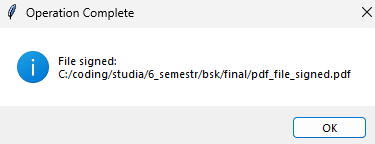 Operation Complete
File signed:
C:/coding/studia/6_semestr/bsk/final/pdf_file_signed.pdf
OK